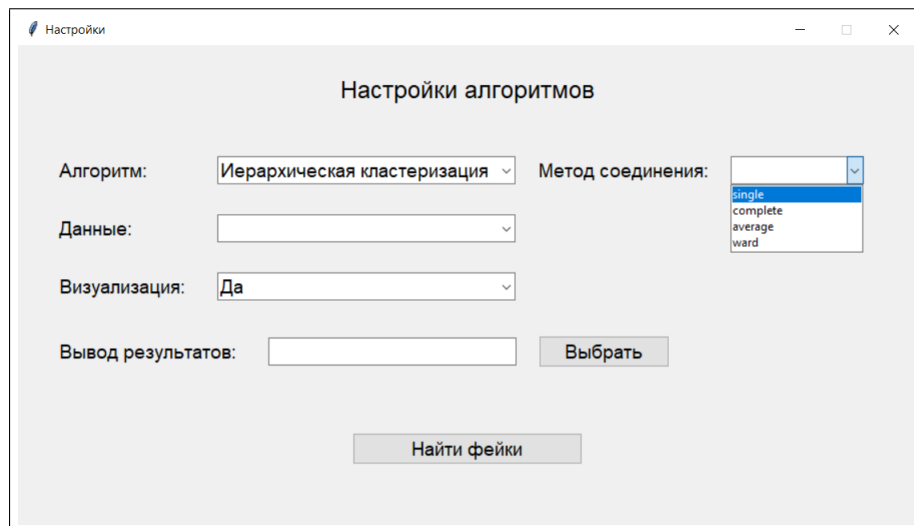 Настройки
Настройки алгоритмов
Алгоритм: Иерархическая кластеризация Метод соединения:
single
complete
average
ward
Данные:
Визуализация: Да
Вывод результатов: Выбрать
Найти фейки